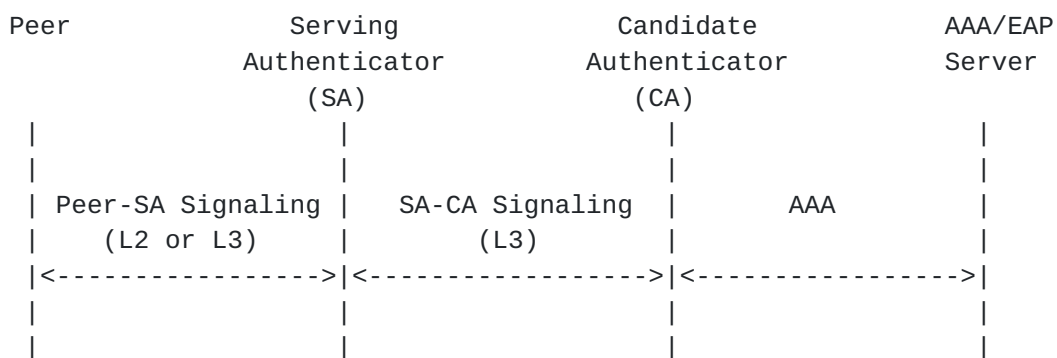 Peer Serving Candidate AAA/EAP
Authenticator Authenticator Server
(SA) (CA)
Peer-SA Signaling SA-CA Signaling AAA
(L2 or L3) (L3)